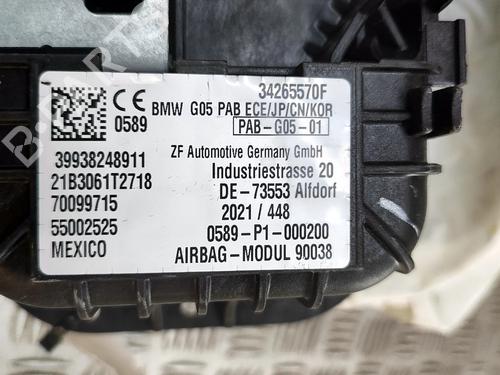 34265570F
CE BMW G05 PAB ECE/JP/CN/KOR
0589 PAB-G05-01
39938248911 ZF Automotive Germany GmbH
21B3061T2718 Industriestrasse 20
70099715 DE-73553 Alfdorf
55002525 2021 / 448
MEXICO 0589-P1-000200
AIRBAG-MODUL 90038